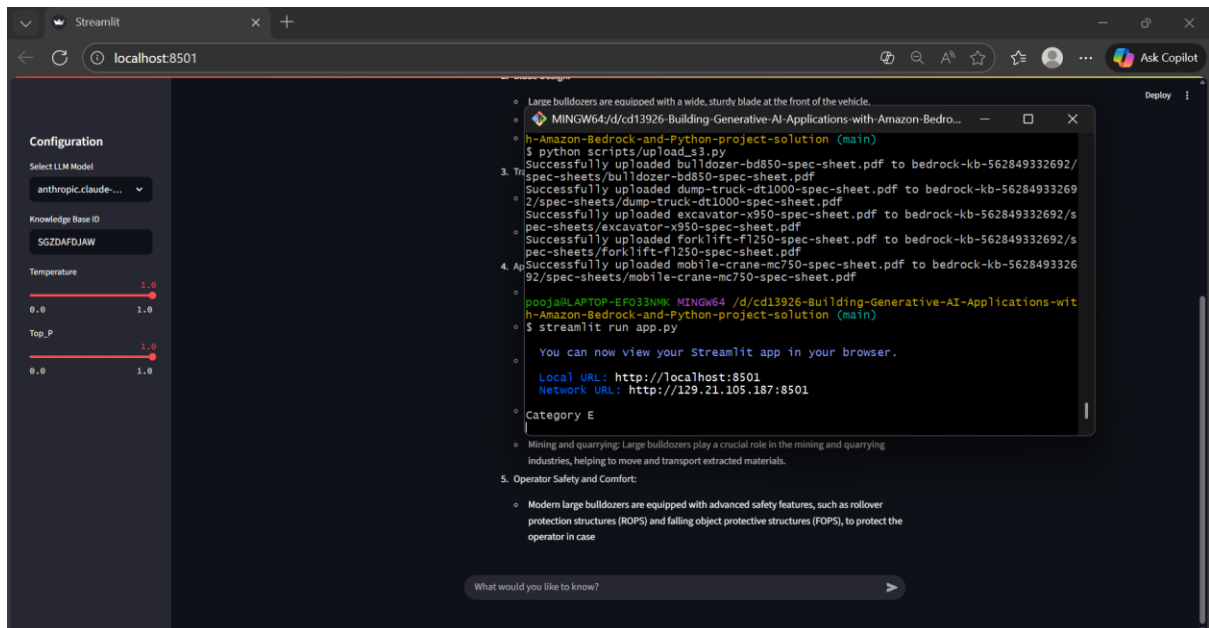 Streamlit
localhost:8501
Ask Copilot
Deploy
Configuration
Select LLM Model
anthropic.claude-...
Knowledge Base ID
SGZDAFDJAW
Temperature
1.0
0.0 1.0
Top_P
1.0
0.0 1.0
Large bulldozers are equipped with a wide, sturdy blade at the front of the vehicle.
3. Tr
4. Ap
MINGW64:/d/cd13926-Building-Generative-AI-Applications-with-Amazon-Bedro...
h-Amazon-Bedrock-and-Python-project-solution (main)
$ python scripts/upload_s3.py
Successfully uploaded bulldozer-bd850-spec-sheet.pdf to bedrock-kb-562849332692/
spec-sheets/bulldozer-bd850-spec-sheet.pdf
Successfully uploaded dump-truck-dt1000-spec-sheet.pdf to bedrock-kb-56284933269
2/spec-sheets/dump-truck-dt1000-spec-sheet.pdf
Successfully uploaded excavator-x950-spec-sheet.pdf to bedrock-kb-562849332692/s
pec-sheets/excavator-x950-spec-sheet.pdf
Successfully uploaded forklift-fl250-spec-sheet.pdf to bedrock-kb-562849332692/s
pec-sheets/forklift-fl250-spec-sheet.pdf
Successfully uploaded mobile-crane-mc750-spec-sheet.pdf to bedrock-kb-5628493326
92/spec-sheets/mobile-crane-mc750-spec-sheet.pdf
pooja@LAPTOP-EFO33NMK MINGW64 /d/cd13926-Building-Generative-AI-Applications-wit
h-Amazon-Bedrock-and-Python-project-solution (main)
$ streamlit run app.py
You can now view your Streamlit app in your browser.
Local URL: http://localhost:8501
Network URL: http://129.21.105.187:8501
Category E
Mining and quarrying: Large bulldozers play a crucial role in the mining and quarrying
industries, helping to move and transport extracted materials.
5. Operator Safety and Comfort:
Modern large bulldozers are equipped with advanced safety features, such as rollover
protection structures (ROPS) and falling object protective structures (FOPS), to protect the
operator in case
What would you like to know?